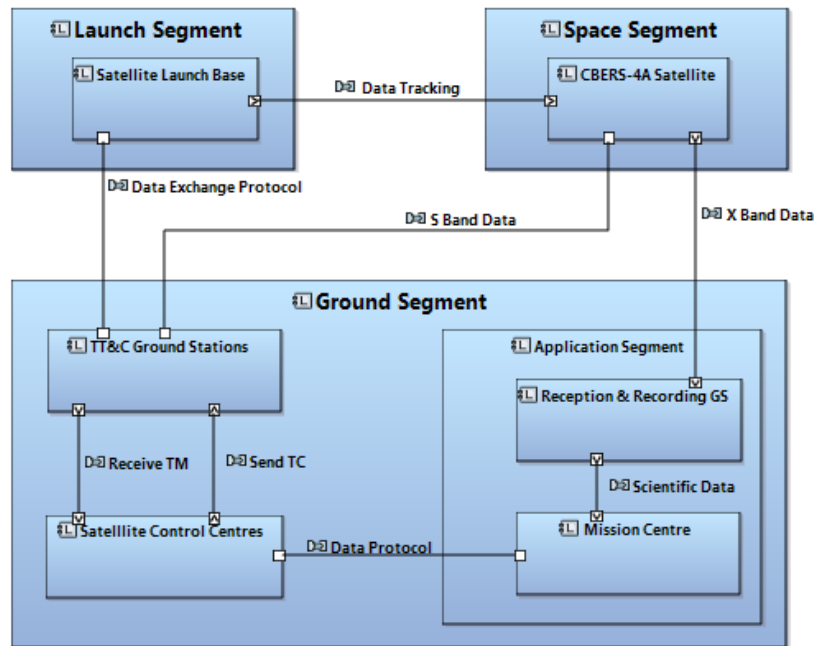 Launch Segment
Space Segment
Satellite Launch Base
CBERS-4A Satellite
Data Tracking
Data Exchange Protocol
S Band Data
X Band Data
Ground Segment
TT&C Ground Stations
Application Segment
Reception & Recording GS
Receive TM
Send TC
Scientific Data
Satelllite Control Centres
Mission Centre
Data Protocol